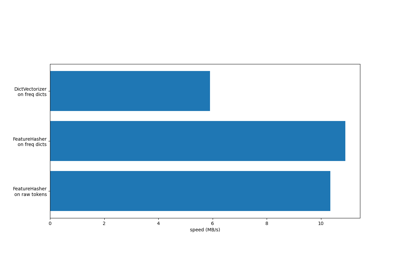 DictVectorizer
on freq dicts
FeatureHasher
on freq dicts
FeatureHasher
on raw tokens
0 2 4 6 8 10
speed (MB/s)